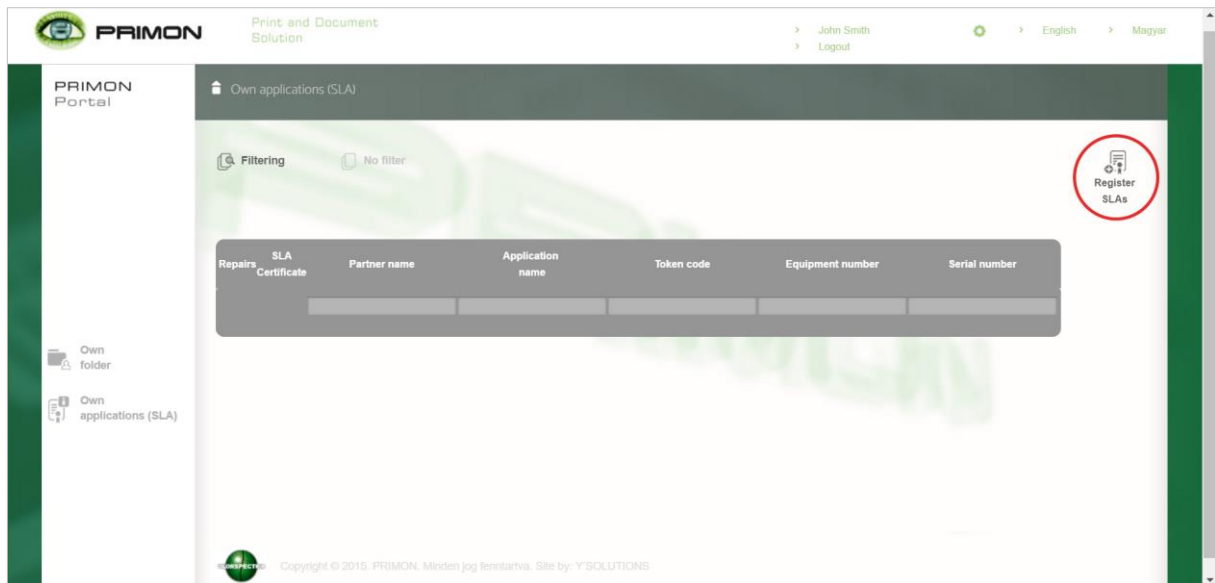 PRIMON
Print and Document
Solution
> John Smith
> Logout
> English
> Magyar
PRIMON
Portal
Own applications (SLA)
Filtering
No filter
Register
SLAs
Repairs
SLA
Certificate
Partner name
Application
name
Token code
Equipment number
Serial number
Own
folder
Own
applications (SLA)
Copyright © 2015. PRIMON. Minden jog fenntartva. Site by: Y'SOLUTIONS